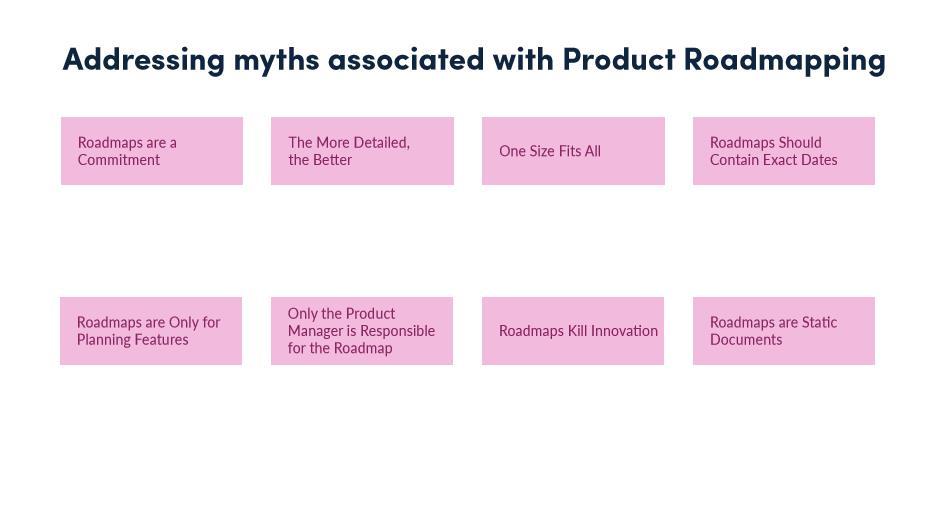 Addressing myths associated with Product Roadmapping
Roadmaps are a
Commitment
The More Detailed,
the Better
One Size Fits All
Roadmaps Should
Contain Exact Dates
Roadmaps are Only for
Planning Features
Only the Product
Manager is Responsible
for the Roadmap
Roadmaps Kill Innovation
Roadmaps are Static
Documents